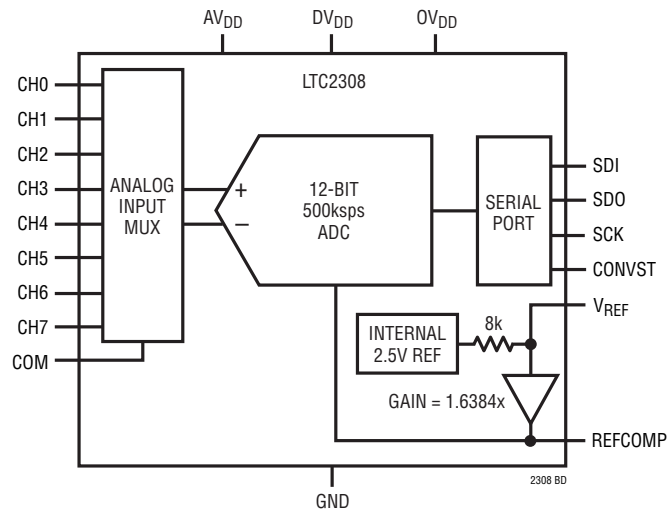 AVDD DVDD OVDD
LTC2308
CH0
CH1
CH2
CH3
CH4
CH5
CH6
CH7
COM
ANALOG
INPUT
MUX
+
–
12-BIT
500ksps
ADC
SERIAL
PORT
SDI
SDO
SCK
CONVST
VREF
INTERNAL
2.5V REF
8k
GAIN = 1.6384x
REFCOMP
2308 BD
GND